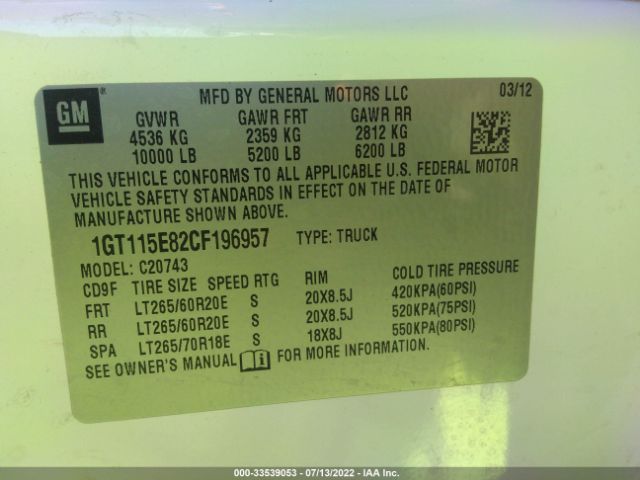 GM ®
MFD BY GENERAL MOTORS LLC 03/12
GVWR GAWR FRT GAWR RR
4536 KG 2359 KG 2812 KG
10000 LB 5200 LB 6200 LB
THIS VEHICLE CONFORMS TO ALL APPLICABLE U.S. FEDERAL MOTOR
VEHICLE SAFETY STANDARDS IN EFFECT ON THE DATE OF
MANUFACTURE SHOWN ABOVE.
1GT115E82CF196957 TYPE: TRUCK
MODEL: C20743
CD9F TIRE SIZE SPEED RTG RIM COLD TIRE PRESSURE
FRT LT265/60R20E S 20X8.5J 420KPA(60PSI)
RR LT265/60R20E S 20X8.5J 520KPA(75PSI)
SPA LT265/70R18E S 18X8J 550KPA(80PSI)
SEE OWNER'S MANUAL FOR MORE INFORMATION.
000-33539053 - 07/13/2022 - IAA Inc.